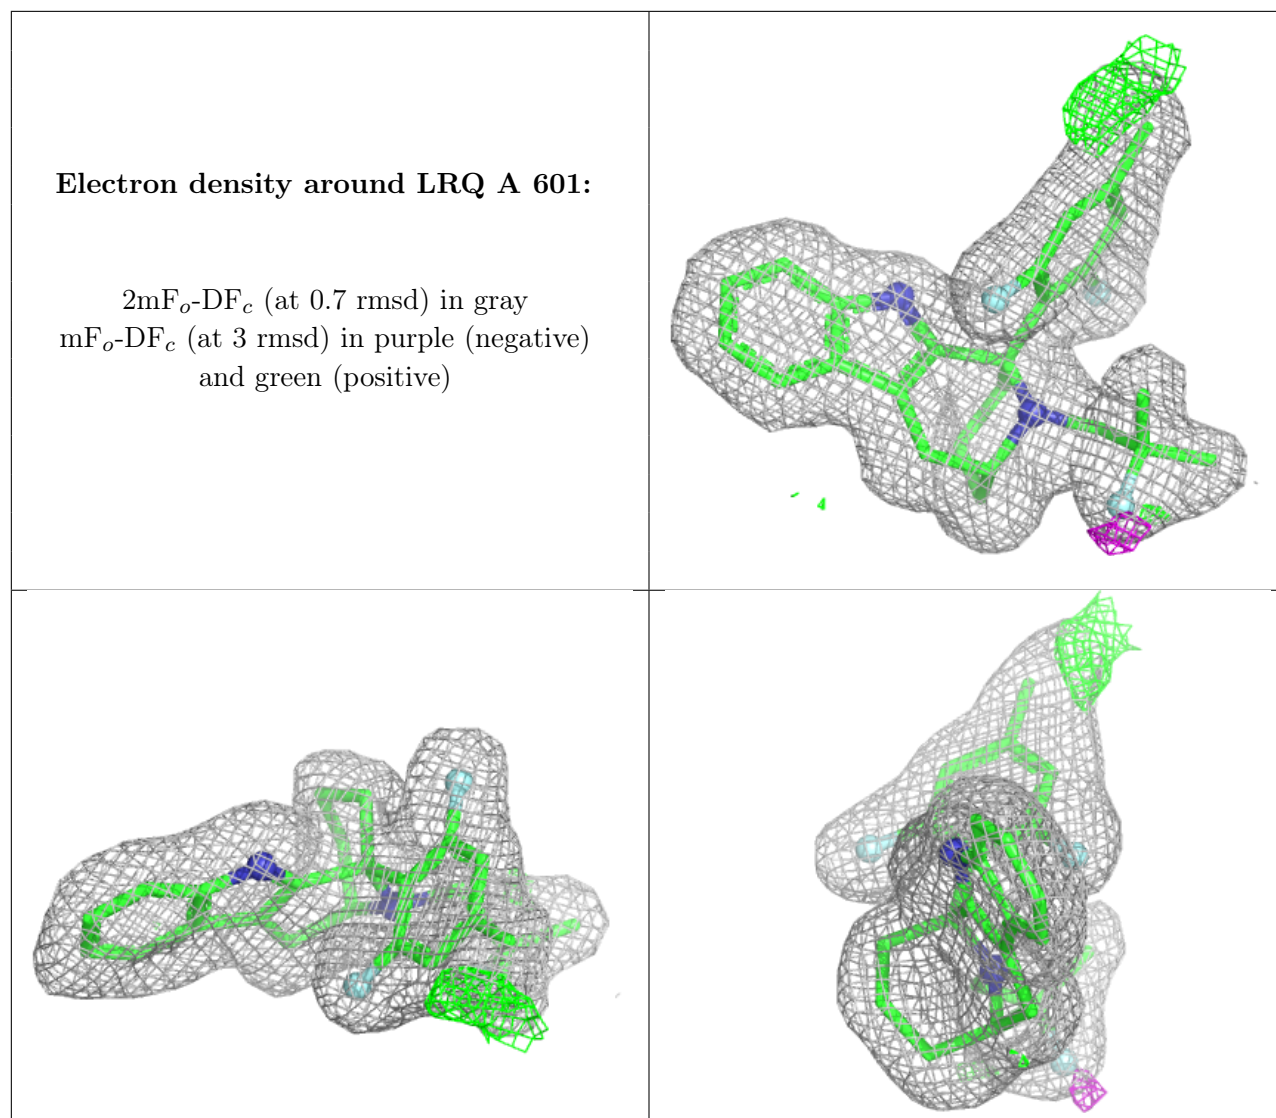 Electron density around LRQ A 601:
2mFo-DFc (at 0.7 rmsd) in gray
mFo-DFc (at 3 rmsd) in purple (negative)
and green (positive)